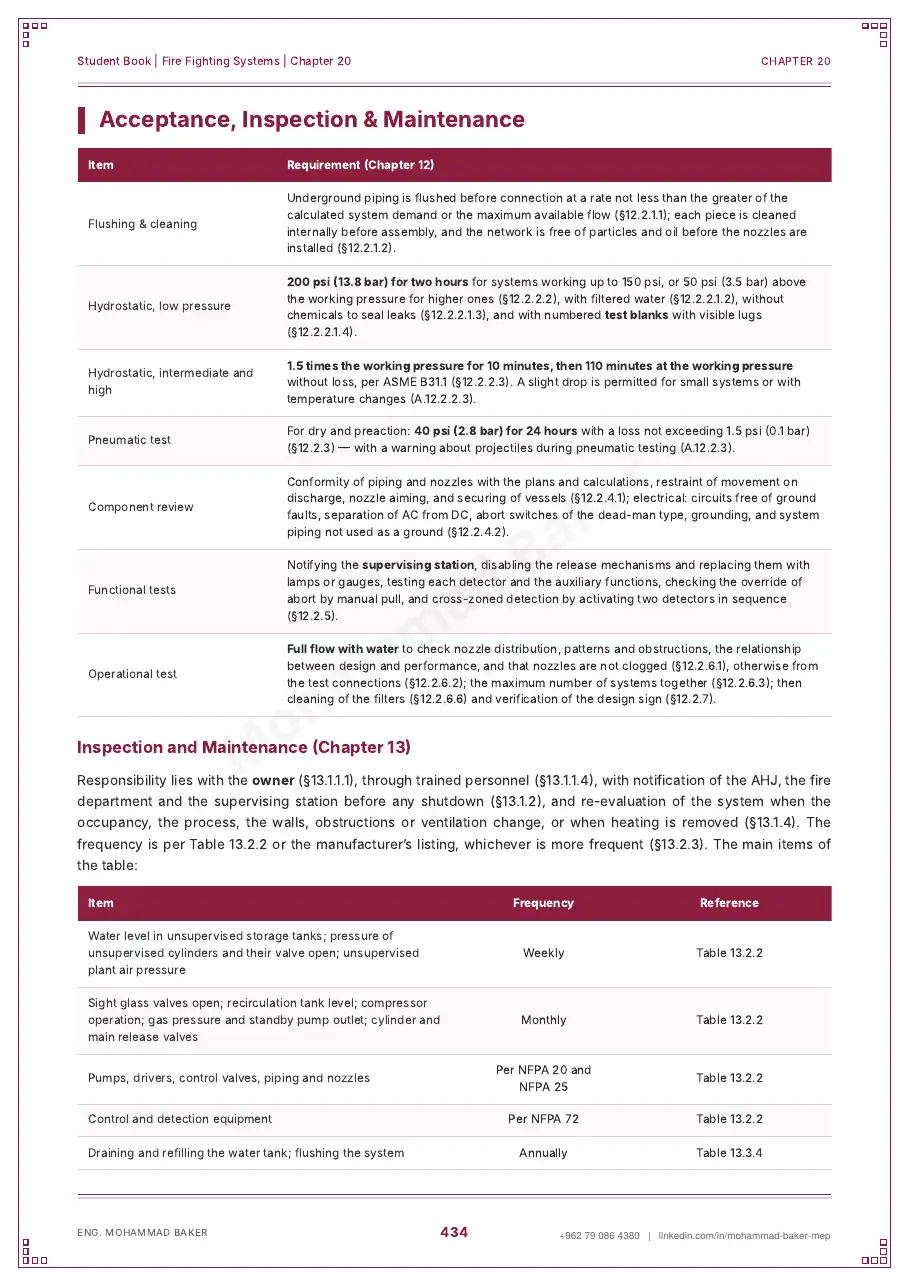 Student Book | Fire Fighting Systems | Chapter 20
CHAPTER 20
Acceptance, Inspection & Maintenance
Item
Requirement (Chapter 12)
Flushing & cleaning
Underground piping is flushed before connection at a rate not less than the greater of the
calculated system demand or the maximum available flow (§12.2.1.1); each piece is cleaned
internally before assembly, and the network is free of particles and oil before the nozzles are
installed (§12.2.1.2).
Hydrostatic, low pressure
200 psi (13.8 bar) for two hours for systems working up to 150 psi, or 50 psi (3.5 bar) above
the working pressure for higher ones (§12.2.2.2), with filtered water (§12.2.2.1.2), without
chemicals to seal leaks (§12.2.2.1.3), and with numbered test blanks with visible lugs
(§12.2.2.1.4).
Hydrostatic, intermediate and
high
1.5 times the working pressure for 10 minutes, then 110 minutes at the working pressure
without loss, per ASME B31.1 (§12.2.2.3). A slight drop is permitted for small systems or with
temperature changes (A.12.2.2.3).
Pneumatic test
For dry and preaction: 40 psi (2.8 bar) for 24 hours with a loss not exceeding 1.5 psi (0.1 bar)
(§12.2.3) — with a warning about projectiles during pneumatic testing (A.12.2.3).
Component review
Conformity of piping and nozzles with the plans and calculations, restraint of movement on
discharge, nozzle aiming, and securing of vessels (§12.2.4.1); electrical: circuits free of ground
faults, separation of AC from DC, abort switches of the dead-man type, grounding, and system
piping not used as a ground (§12.2.4.2).
Functional tests
Notifying the supervising station, disabling the release mechanisms and replacing them with
lamps or gauges, testing each detector and the auxiliary functions, checking the override of
abort by manual pull, and cross-zoned detection by activating two detectors in sequence
(§12.2.5).
Operational test
Full flow with water to check nozzle distribution, patterns and obstructions, the relationship
between design and performance, and that nozzles are not clogged (§12.2.6.1), otherwise from
the test connections (§12.2.6.2); the maximum number of systems together (§12.2.6.3); then
cleaning of the filters (§12.2.6.6) and verification of the design sign (§12.2.7).
Inspection and Maintenance (Chapter 13)
Responsibility lies with the owner (§13.1.1.1), through trained personnel (§13.1.1.4), with notification of the AHJ, the fire
department and the supervising station before any shutdown (§13.1.2), and re-evaluation of the system when the
occupancy, the process, the walls, obstructions or ventilation change, or when heating is removed (§13.1.4). The
frequency is per Table 13.2.2 or the manufacturer's listing, whichever is more frequent (§13.2.3). The main items of
the table:
Item
Frequency
Reference
Water level in unsupervised storage tanks; pressure of
unsupervised cylinders and their valve open; unsupervised
plant air pressure
Weekly
Table 13.2.2
Sight glass valves open; recirculation tank level; compressor
operation; gas pressure and standby pump outlet; cylinder and
main release valves
Monthly
Table 13.2.2
Pumps, drivers, control valves, piping and nozzles
Per NFPA 20 and
NFPA 25
Table 13.2.2
Control and detection equipment
Per NFPA 72
Table 13.2.2
Draining and refilling the water tank; flushing the system
Annually
Table 13.3.4
ENG. MOHAMMAD BAKER
434
+962 79 086 4380 | linkedin.com/in/mohammad-baker-mep